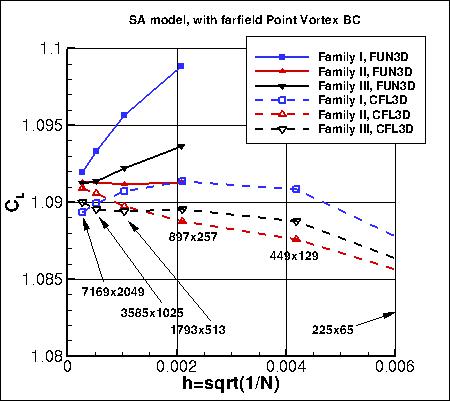 SA model, with farfield Point Vortex BC
1.1
1.095
1.09
1.085
1.08
CL
Family I, FUN3D
Family II, FUN3D
Family III, FUN3D
Family I, CFL3D
Family II, CFL3D
Family III, CFL3D
897x257
449x129
7169x2049
3585x1025
1793x513
225x65
0
0.002
0.004
0.006
h=sqrt(1/N)